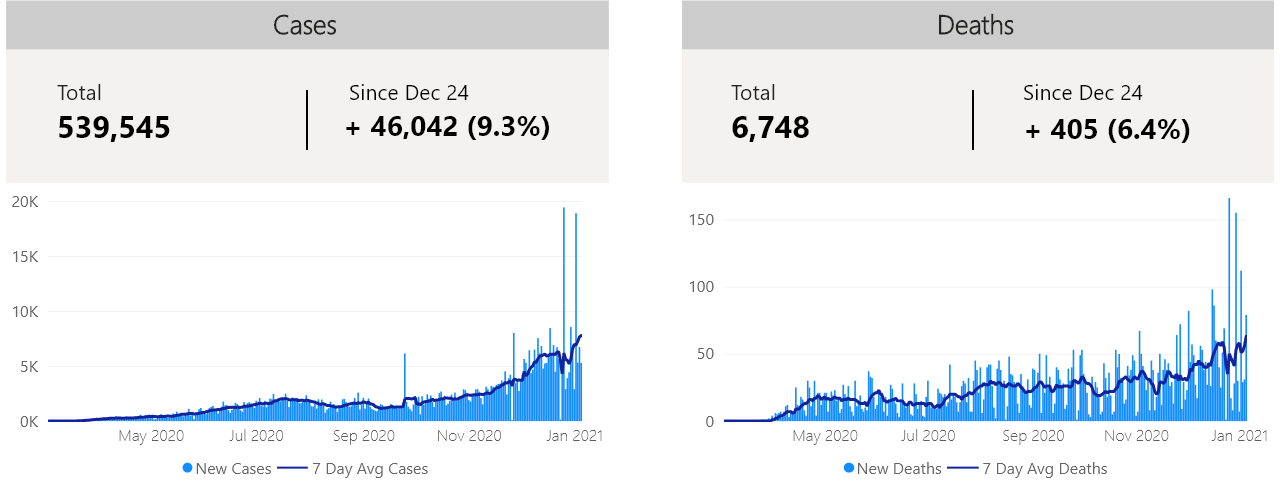 Cases
Total
539,545
Since Dec 24
+ 46,042 (9.3%)
20K
15K
10K
5K
0K
May 2020
Jul 2020
Sep 2020
Nov 2020
Jan 2021
New Cases
7 Day Avg Cases
Deaths
Total
6,748
Since Dec 24
+ 405 (6.4%)
150
100
50
0
May 2020
Jul 2020
Sep 2020
Nov 2020
Jan 2021
New Deaths
7 Day Avg Deaths